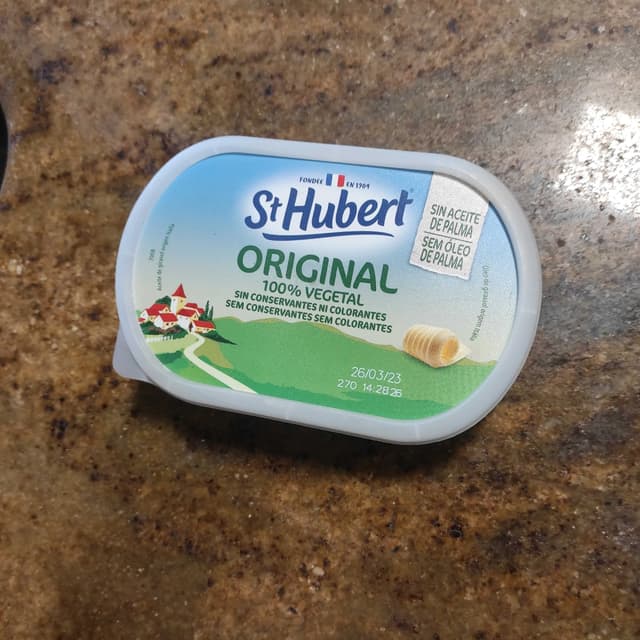 FONDÉE EN 1904
St Hubert
SIN ACEITE
DE PALMA
SEM ÓLEO
DE PALMA
ORIGINAL
100% VEGETAL
SIN CONSERVANTES NI COLORANTES
SEM CONSERVANTES SEM COLORANTES
26/03/23
270 14:28 26